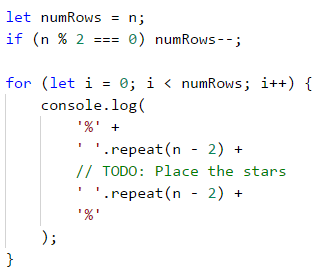 let numRows = n;
if (n % 2 === 0) numRows--;
for (let i = 0; i < numRows; i++) {
    console.log(
        '%' +
        ' '.repeat(n - 2) +
        // TODO: Place the stars
        ' '.repeat(n - 2) +
        '%'
    );
}